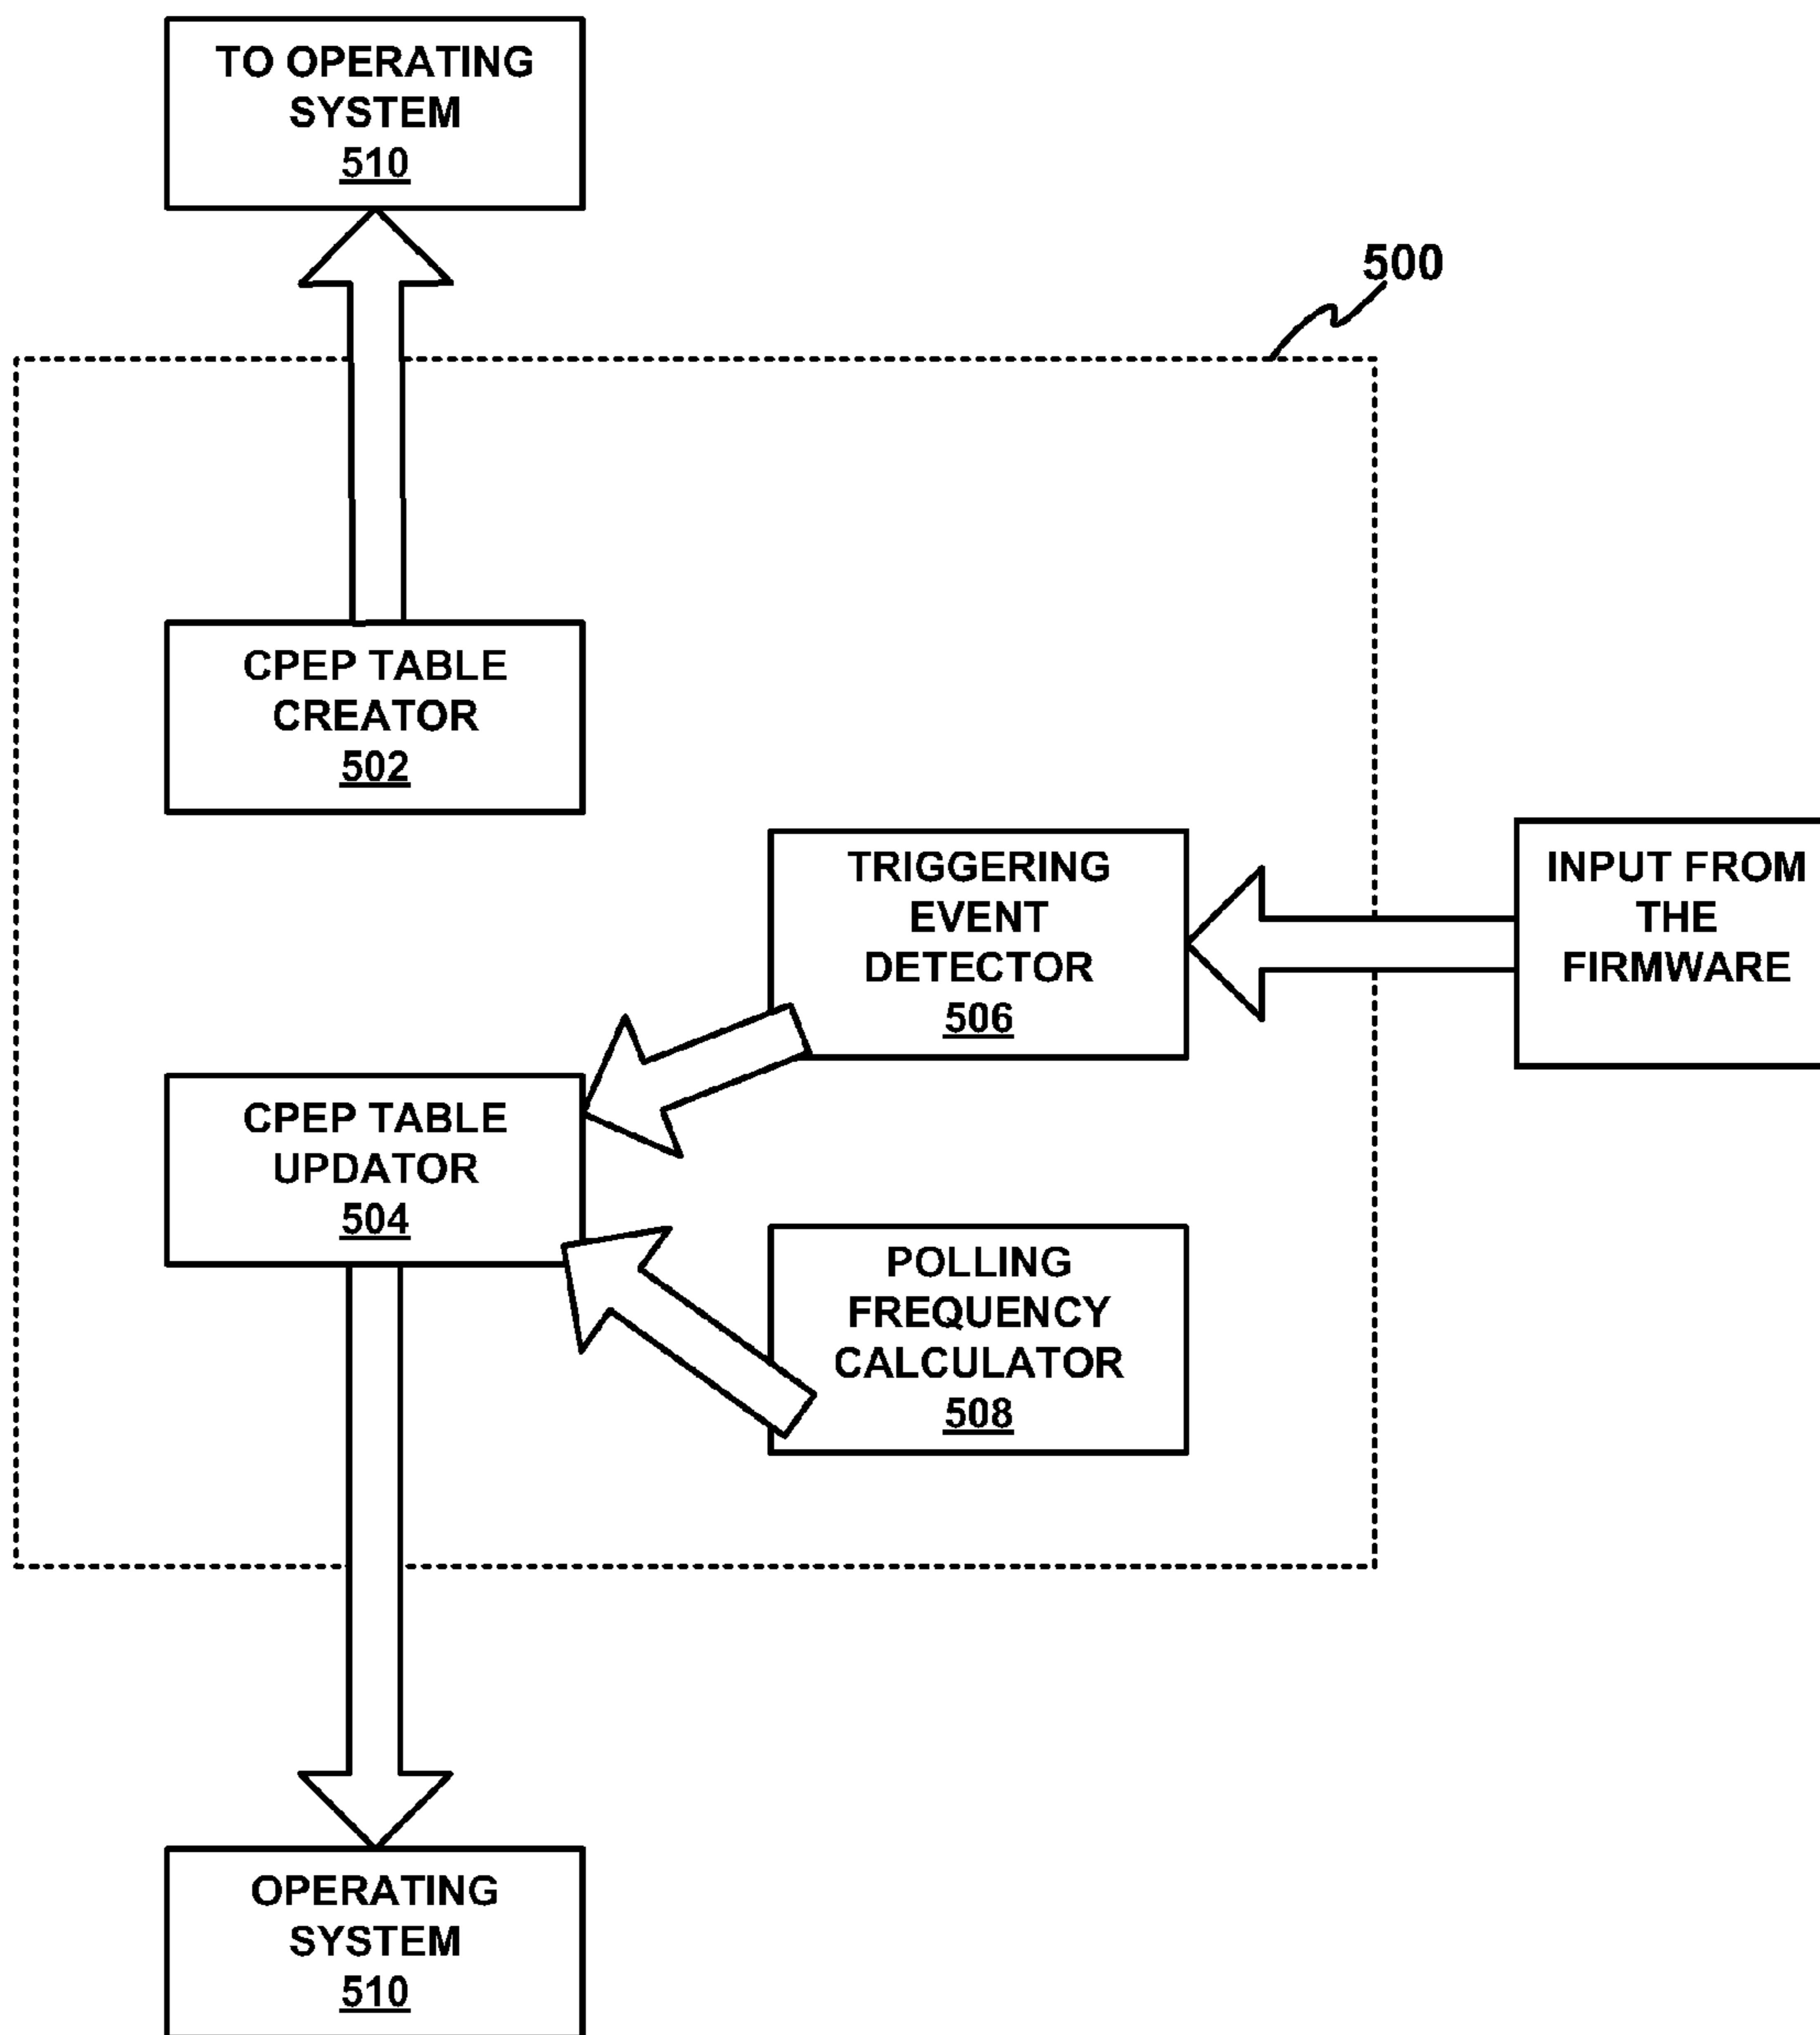 TO OPERATING
SYSTEM
510
500
CPEP TABLE
CREATOR
502
TRIGGERING
EVENT
DETECTOR
506
INPUT FROM
THE
FIRMWARE
CPEP TABLE
UPDATOR
504
POLLING
FREQUENCY
CALCULATOR
508
OPERATING
SYSTEM
510